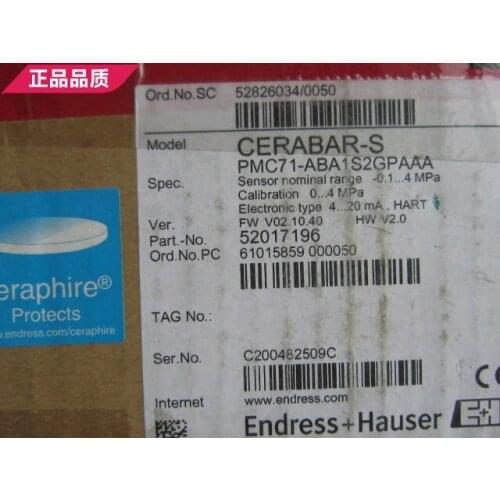 正品品质
Ord.No.SC 52826034/0050
Model CERABAR-S
PMC71-ABA1S2GPAAA
Spec. Sensor nominal range -0.1...4 MPa
Calibration 0...4 MPa
Electronic type 4...20 mA , HART
Ver. FW V02.10.40 HW V2.0
Part.-No. 52017196
Ord.No.PC 61015859 000050
eraphire®
Protects
www.endress.com/ceraphire
TAG No.:
Ser.No. C200482509C
Internet www.endress.com
Endress+Hauser E+H
CE